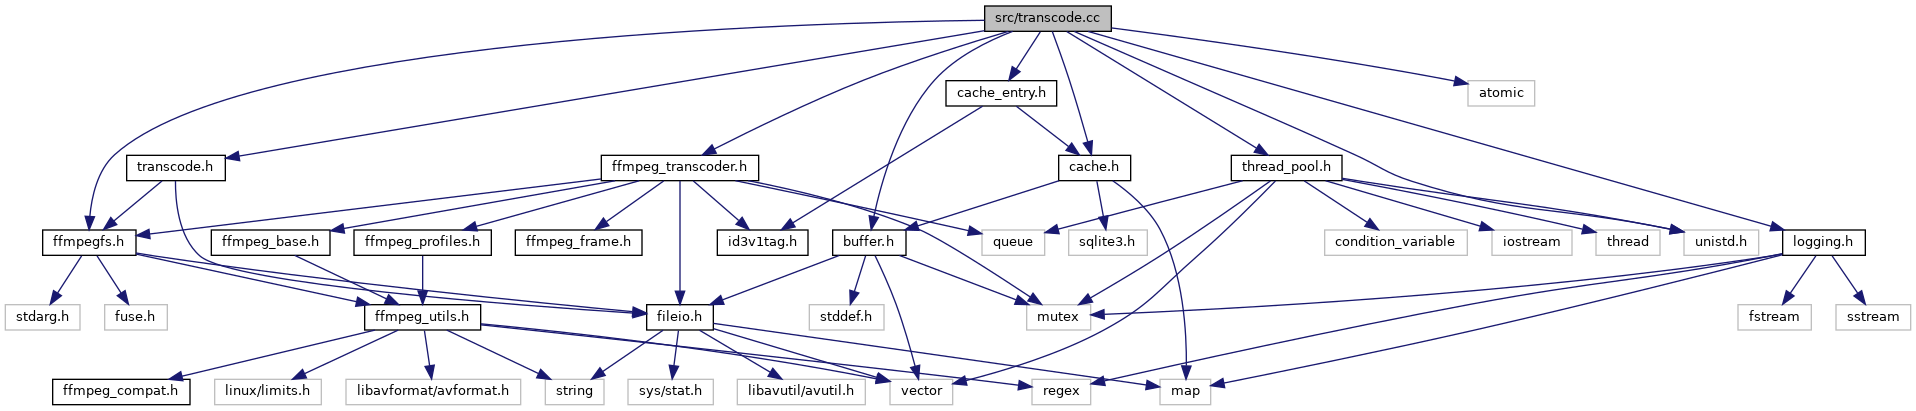 src/transcode.cc
cache_entry.h
atomic
transcode.h
ffmpeg_transcoder.h
cache.h
thread_pool.h
ffmpegfs.h
ffmpeg_base.h
ffmpeg_profiles.h
ffmpeg_frame.h
id3v1tag.h
buffer.h
queue
sqlite3.h
condition_variable
iostream
thread
unistd.h
logging.h
stdarg.h
fuse.h
ffmpeg_utils.h
fileio.h
stddef.h
mutex
fstream
sstream
ffmpeg_compat.h
linux/limits.h
libavformat/avformat.h
string
sys/stat.h
libavutil/avutil.h
vector
regex
map